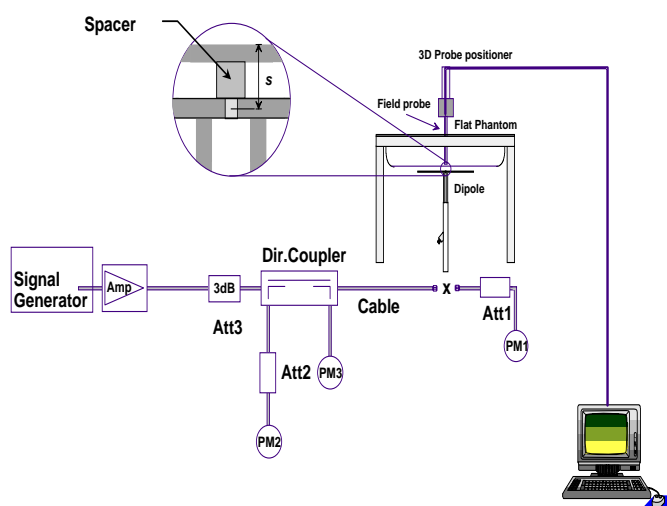 Spacer
s
3D Probe positioner
Field probe
Flat Phantom
Dipole
Dir.Coupler
Signal
Generator
Amp
3dB
Att3
Cable
x
Att1
PM1
Att2
PM3
PM2